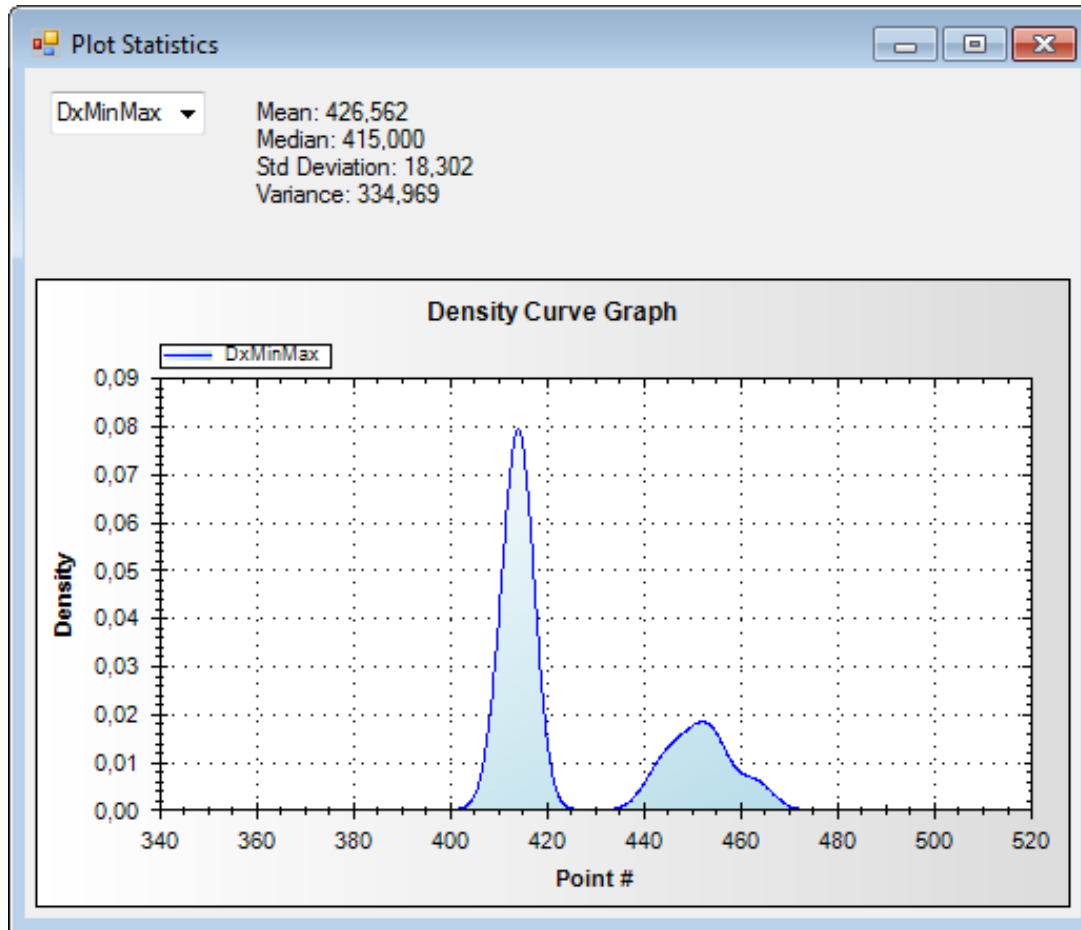 Plot Statistics
DxMinMax
Mean: 426,562
Median: 415,000
Std Deviation: 18,302
Variance: 334,969
Density Curve Graph
DxMinMax
0,09
0,08
0,07
0,06
0,05
0,04
0,03
0,02
0,01
0,00
Density
340 360 380 400 420 440 460 480 500 520
Point #